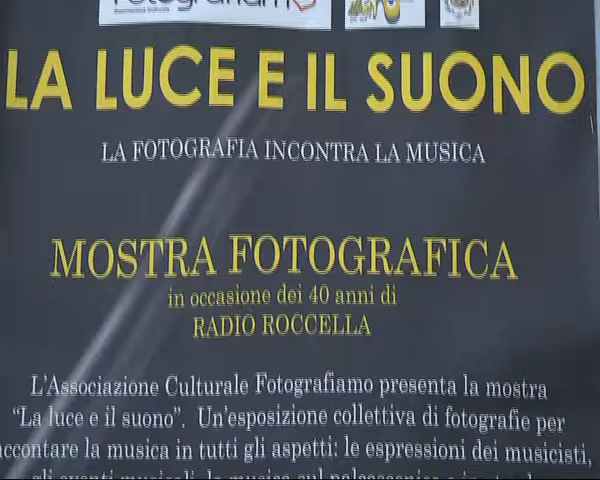 LA LUCE E IL SUONO
LA FOTOGRAFIA INCONTRA LA MUSICA
MOSTRA FOTOGRAFICA
in occasione dei 40 anni di
RADIO ROCCELLA
L'Associazione Culturale Fotografiamo presenta la mostra
“La luce e il suono”. Un'esposizione collettiva di fotografie per
accontare la musica in tutti gli aspetti: le espressioni dei musicisti,